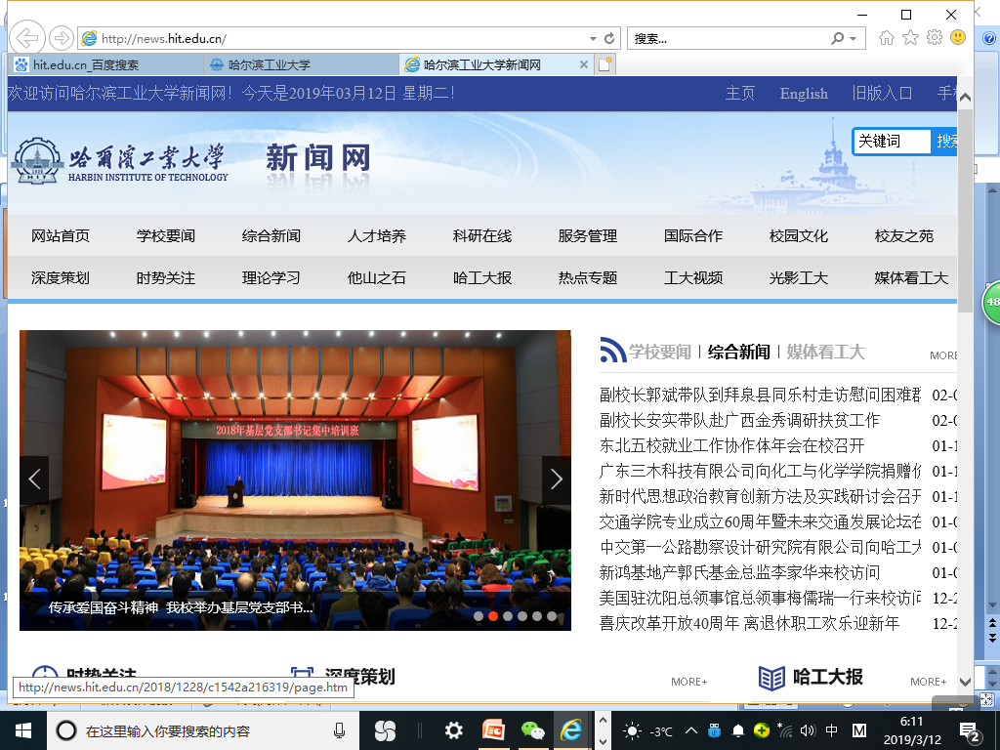 http://news.hit.edu.cn/
搜索...
hit.edu.cn_百度搜索
哈尔滨工业大学
哈尔滨工业大学新闻网
欢迎访问哈尔滨工业大学新闻网！今天是2019年03月12日 星期二！
主页 English 旧版入口
哈尔滨工业大学
HARBIN INSTITUTE OF TECHNOLOGY
新闻网
关键词
搜索
网站首页 学校要闻 综合新闻 人才培养 科研在线 服务管理 国际合作 校园文化 校友之苑
深度策划 时势关注 理论学习 他山之石 哈工大报 热点专题 工大视频 光影工大 媒体看工大
2018年基层党支部书记集中培训班
传承爱国奋斗精神 我校举办基层党支部书...
学校要闻 | 综合新闻 | 媒体看工大
MORE
副校长郭斌带队到拜泉县同乐村走访慰问困难群 02-0
副校长安实带队赴广西金秀调研扶贫工作 02-0
东北五校就业工作协作体年会在校召开 01-1
广东三木科技有限公司向化工与化学学院捐赠仪 01-1
新时代思想政治教育创新方法及实践研讨会召开 01-1
交通学院专业成立60周年暨未来交通发展论坛在 01-0
中交第一公路勘察设计研究院有限公司向哈工大 01-0
新鸿基地产郭氏基金总监李家华来校访问 01-0
美国驻沈阳总领事馆总领事梅儒瑞一行来校访问 12-2
喜庆改革开放40周年 离退休职工欢乐迎新年 12-2
时势关注
深度策划
MORE+
哈工大报
MORE+
http://news.hit.edu.cn/2018/1228/c1542a216319/page.htm
48
在这里输入你要搜索的内容
-3℃
中
M
6:11
2019/3/12
2